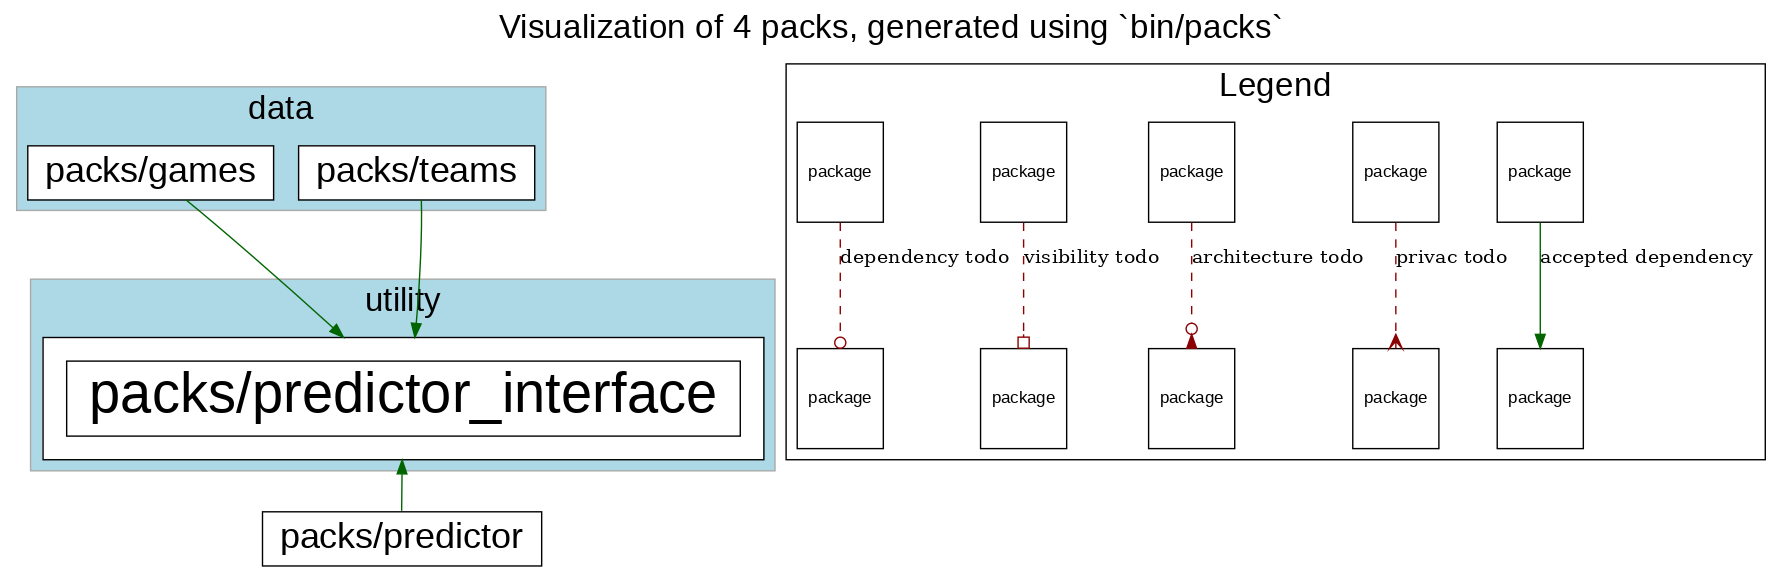 Visualization of 4 packs, generated using `bin/packs`
data
packs/games
packs/teams
utility
packs/predictor_interface
packs/predictor
Legend
package
package
package
package
package
dependency todo
visibility todo
architecture todo
privac todo
accepted dependency
package
package
package
package
package